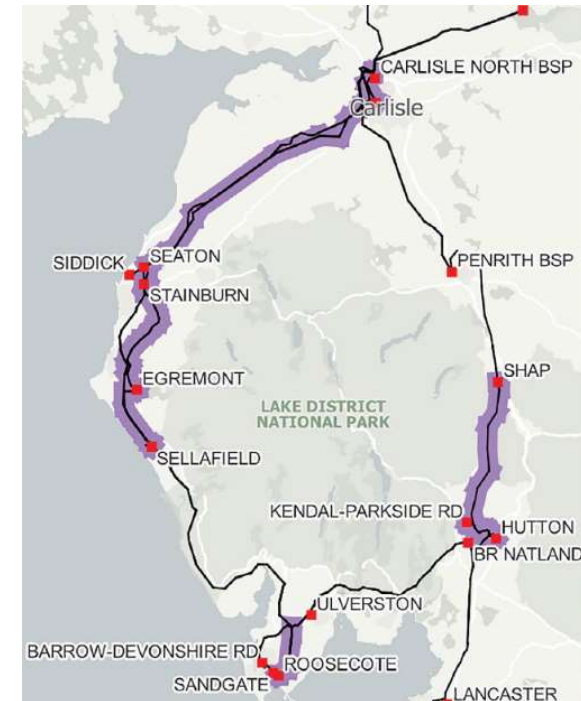 CARLISLE NORTH BSP
Carlisle
SEATON
SIDDICK
STAINBURN
PENRITH BSP
EGREMONT
SHAP
LAKE DISTRICT
NATIONAL PARK
SELLAFIELD
KENDAL-PARKSIDE RD
HUTTON
BR NATLAND
ULVERSTON
BARROW-DEVONSHIRE RD
ROOSECOTE
SANDGATE
LANCASTER